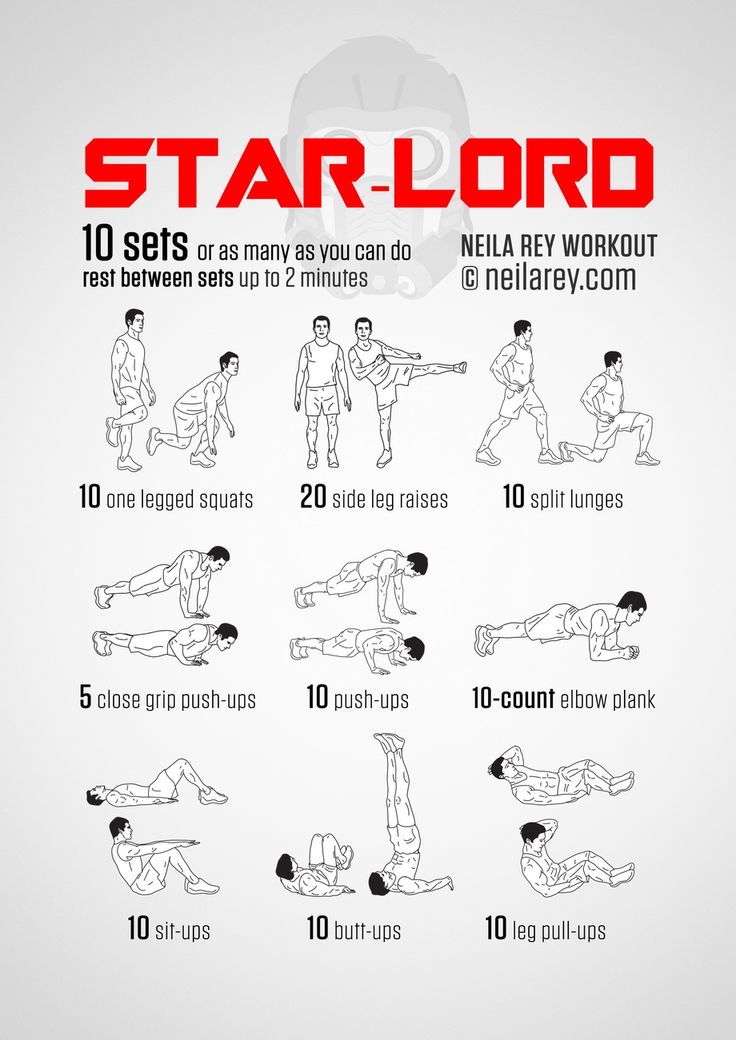 STAR-LORD
10 sets or as many as you can do
rest between sets up to 2 minutes
NEILA REY WORKOUT
© neilarey.com
10 one legged squats
20 side leg raises
10 split lunges
5 close grip push-ups
10 push-ups
10-count elbow plank
10 sit-ups
10 butt-ups
10 leg pull-ups